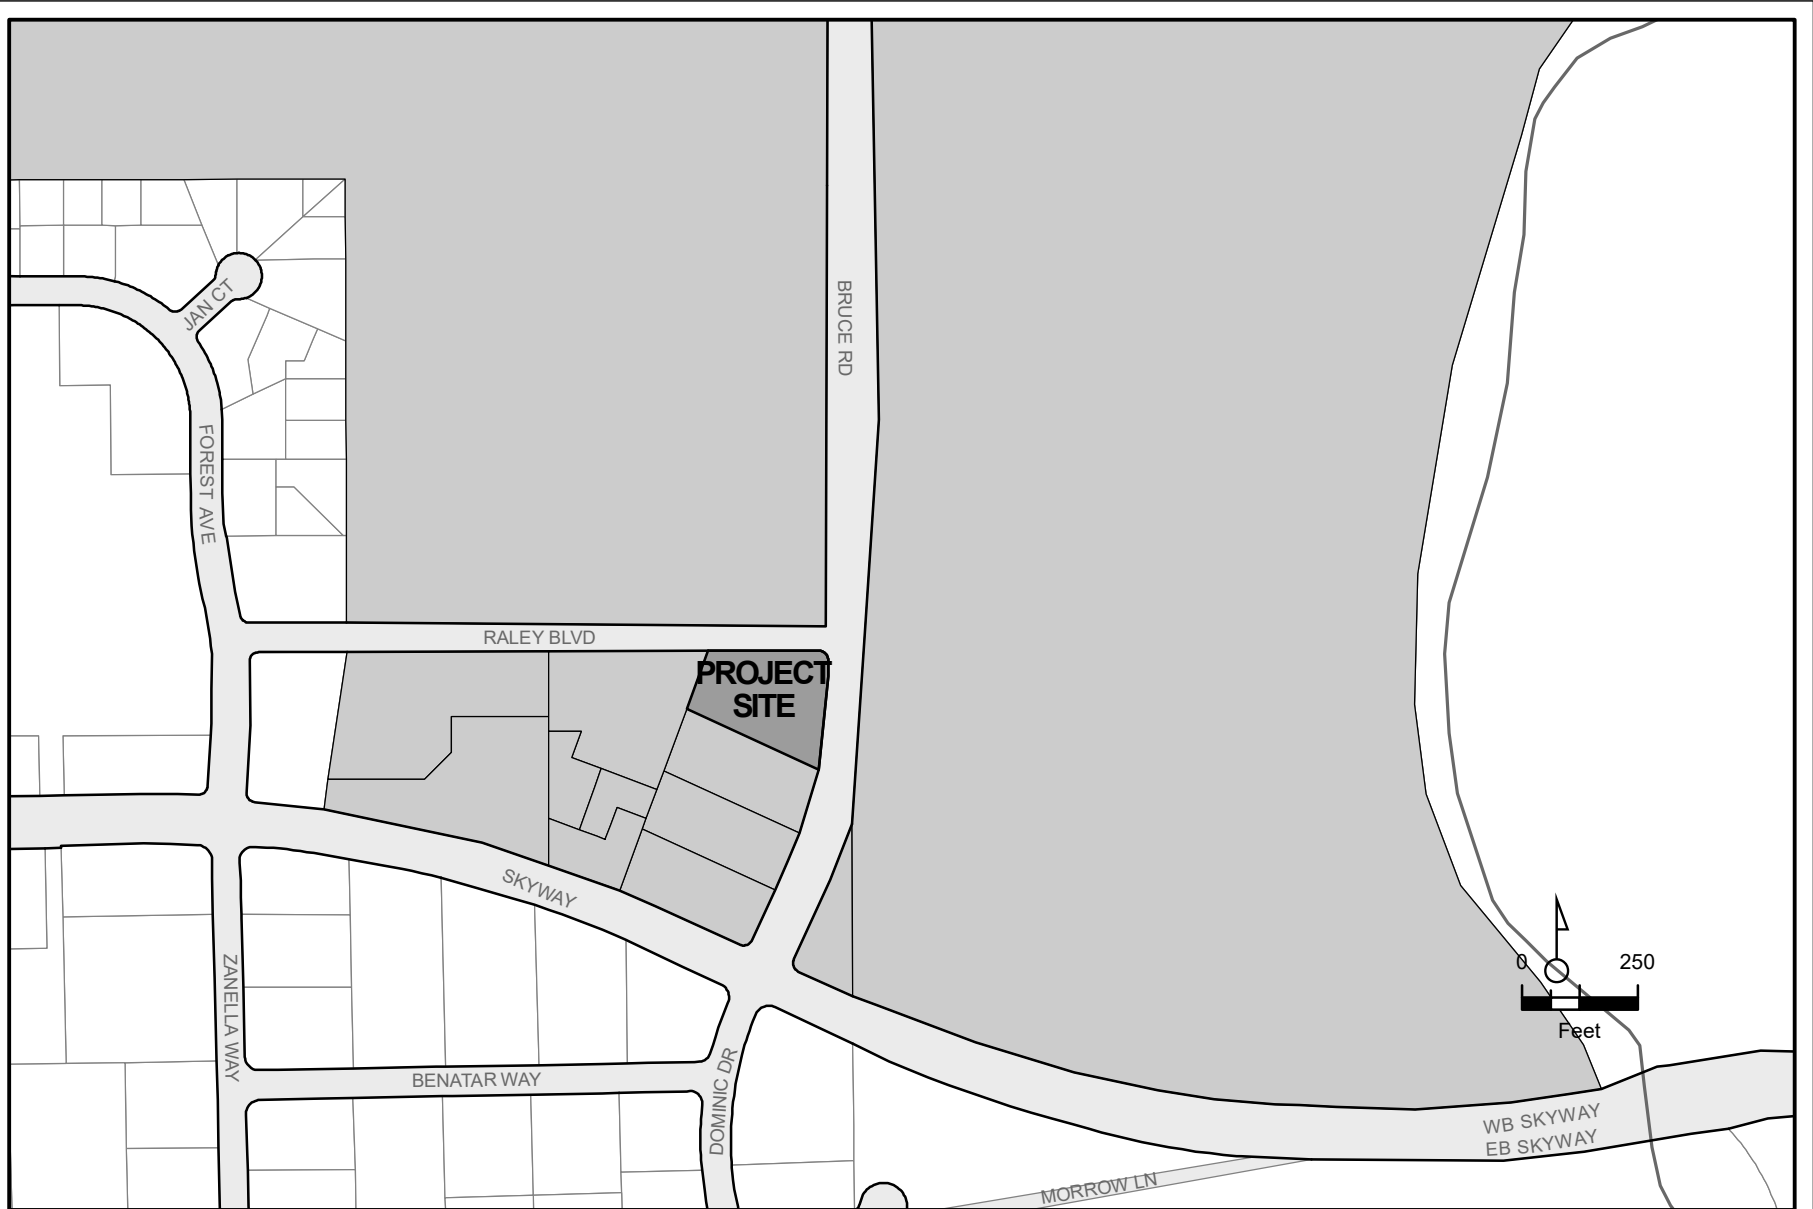 BRUCE RD
JAN CT
FOREST AVE
RALEY BLVD
PROJECT
SITE
SKYWAY
ZANELLA WAY
0
250
Feet
BENATAR WAY
DOMINIC DR
WB SKYWAY
EB SKYWAY
MORROW LN